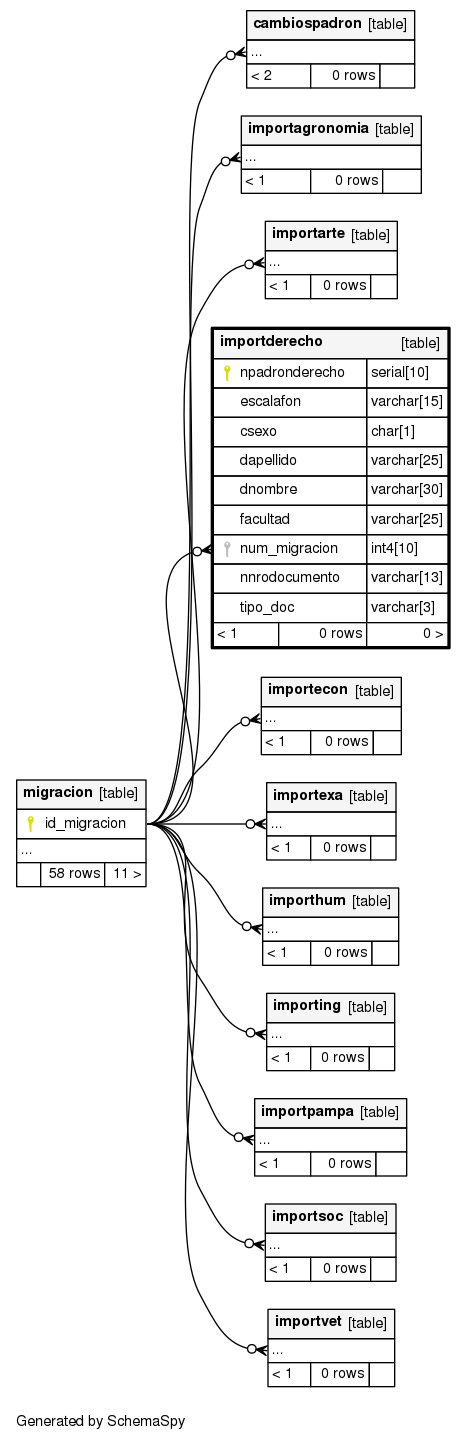 cambiospadron [table]
...
< 2 0 rows
importagronomia [table]
...
< 1 0 rows
importarte [table]
...
< 1 0 rows
importderecho [table]
npadronderecho serial[10]
escalafon varchar[15]
csexo char[1]
dapellido varchar[25]
dnombre varchar[30]
facultad varchar[25]
num_migracion int4[10]
nnrodocumento varchar[13]
tipo_doc varchar[3]
< 1 0 rows 0 >
importecon [table]
...
< 1 0 rows
migracion [table]
id_migracion
...
58 rows 11 >
importexa [table]
...
< 1 0 rows
importhum [table]
...
< 1 0 rows
importing [table]
...
< 1 0 rows
importpampa [table]
...
< 1 0 rows
importsoc [table]
...
< 1 0 rows
importvet [table]
...
< 1 0 rows
Generated by SchemaSpy